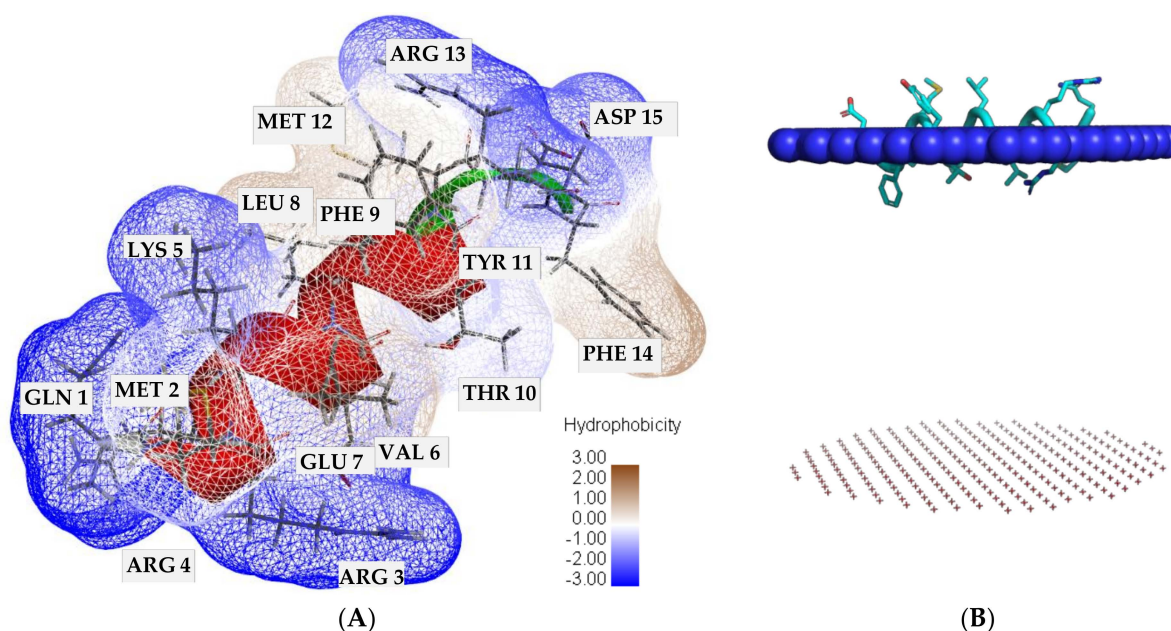 ARG 13
MET 12
ASP 15
LEU 8
PHE 9
LYS 5
TYR 11
PHE 14
GLN 1
MET 2
THR 10
GLU 7
VAL 6
ARG 4
ARG 3
Hydrophobicity
3.00
2.00
1.00
0.00
-1.00
-2.00
-3.00
(A)
(B)